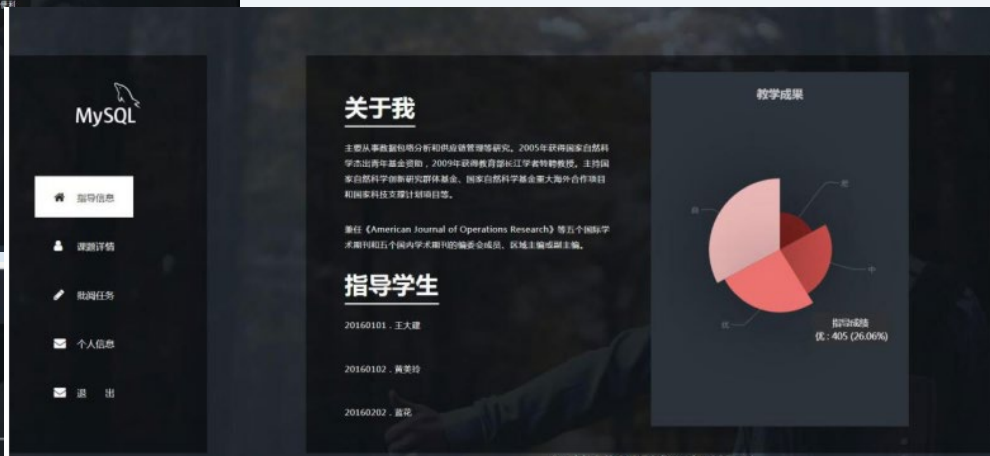 便利
MySQL
指导信息
课题详情
批阅任务
个人信息
退 出
关于我
主要从事数据包络分析和供应链管理等研究。2005年获得国家自然科
学杰出青年基金资助，2009年获得教育部长江学者特聘教授。主持国
家自然科学创新研究群体基金、国家自然科学基金重大海外合作项目
和国家科技支撑计划项目等。
兼任《American Journal of Operations Research》等五个国际学
术期刊和五个国内学术期刊的编委会成员、区域主编或副主编。
指导学生
20160101 . 王大建
20160102 . 黄美玲
20160202 . 蓝花
教学成果
良
差
中
优
指导成绩
优 : 405 (26.06%)